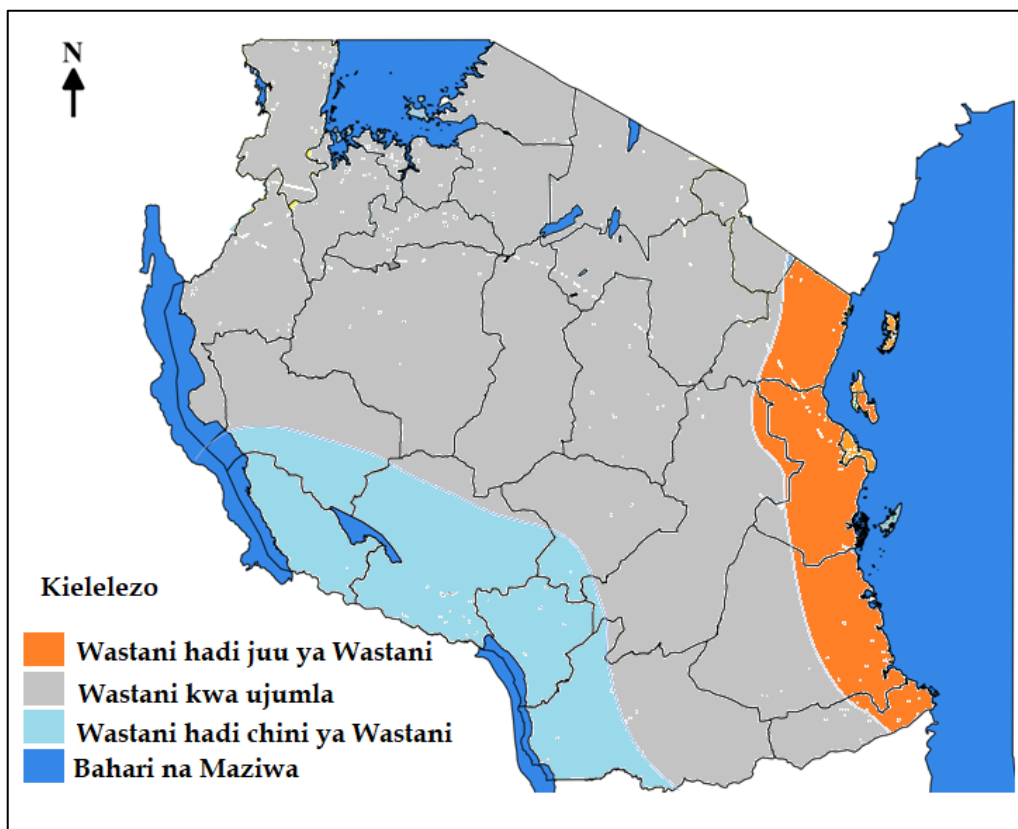 N
Kielelezo
Wastani hadi juu ya Wastani
Wastani kwa ujumla
Wastani hadi chini ya Wastani
Bahari na Maziwa